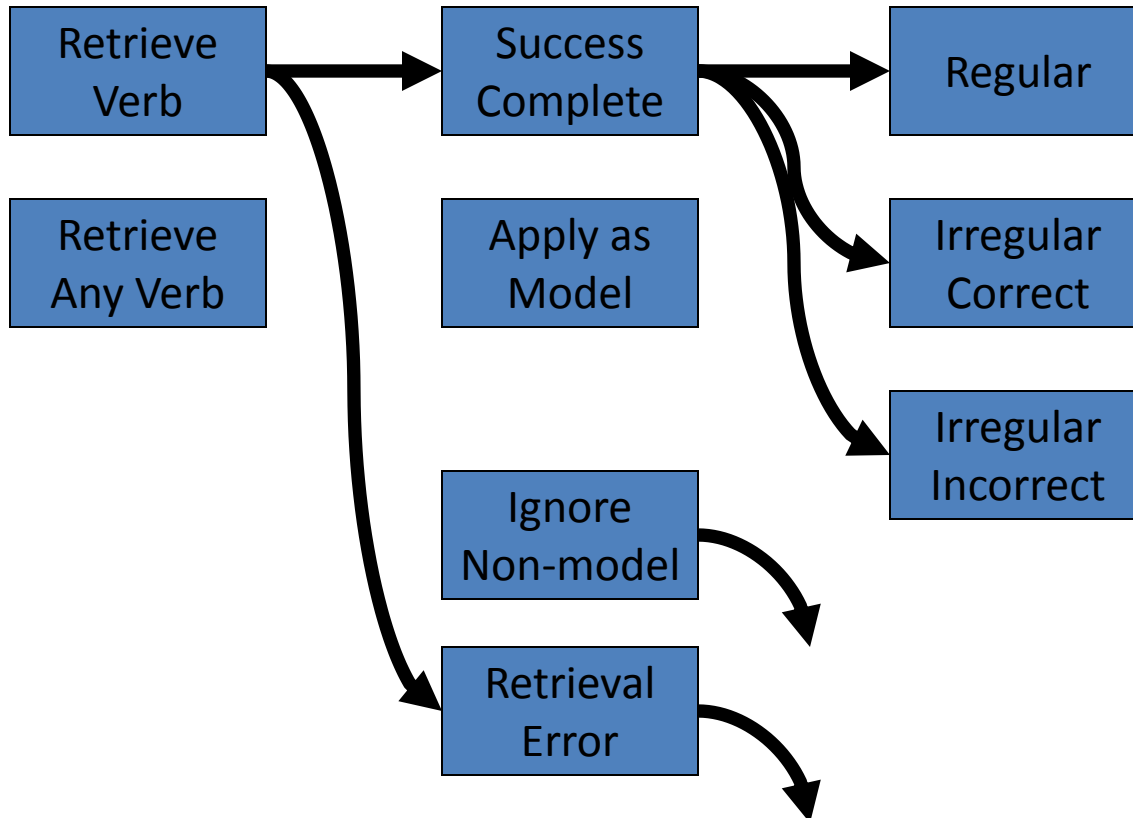 Retrieve
Verb
Success
Complete
Regular
Retrieve
Any Verb
Apply as
Model
Irregular
Correct
Irregular
Incorrect
Ignore
Non-model
Retrieval
Error